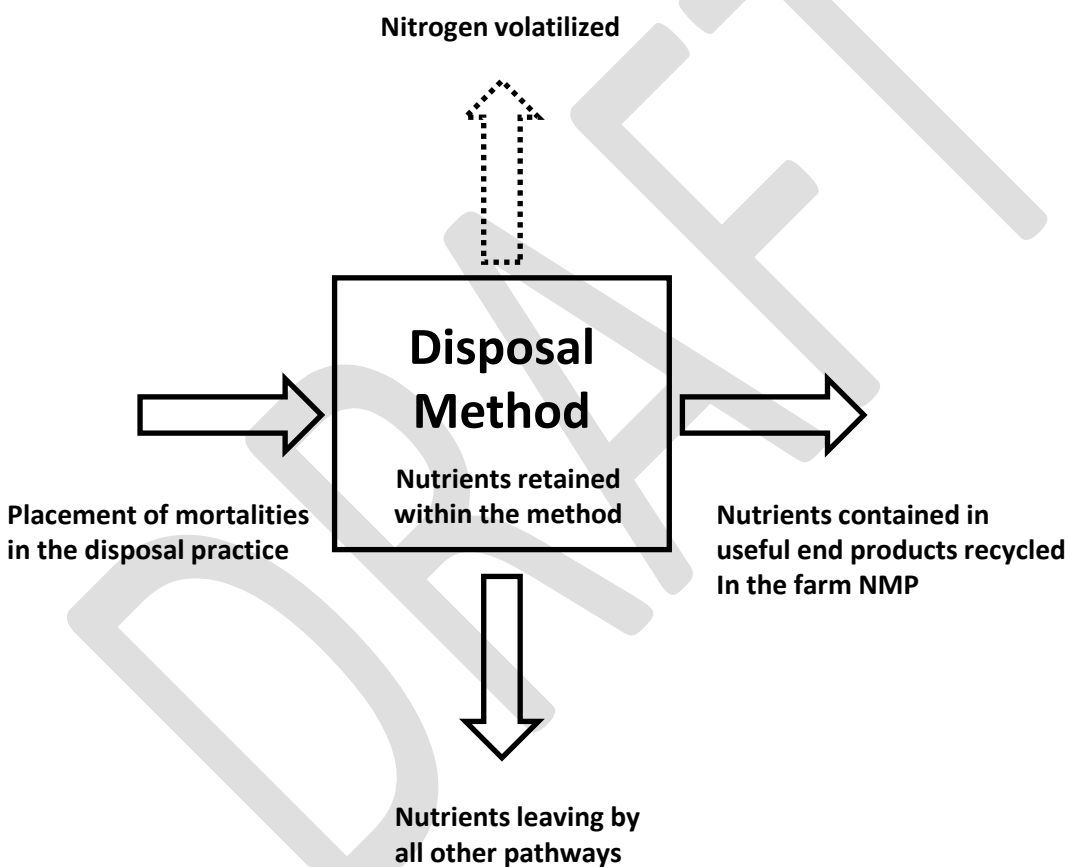 Nitrogen volatilized
Disposal
Method
Nutrients retained
within the method
Placement of mortalities
in the disposal practice
Nutrients contained in
useful end products recycled
In the farm NMP
Nutrients leaving by
all other pathways
DRAFT